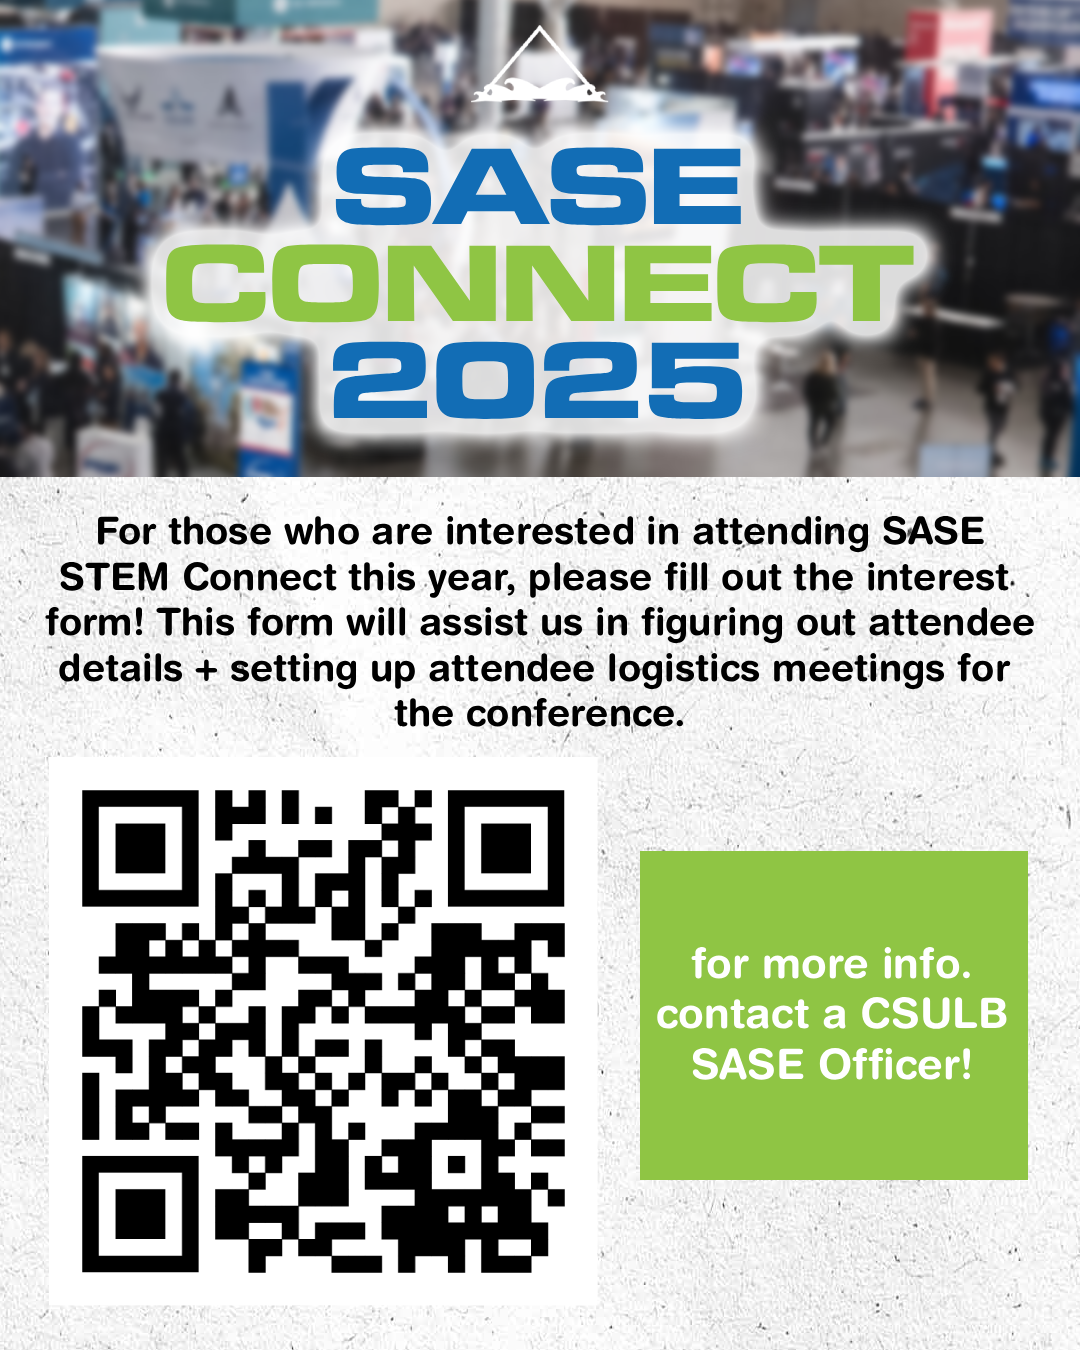 SASE
CONNECT
2025
For those who are interested in attending SASE
STEM Connect this year, please fill out the interest
form! This form will assist us in figuring out attendee
details + setting up attendee logistics meetings for
the conference.
for more info.
contact a CSULB
SASE Officer!